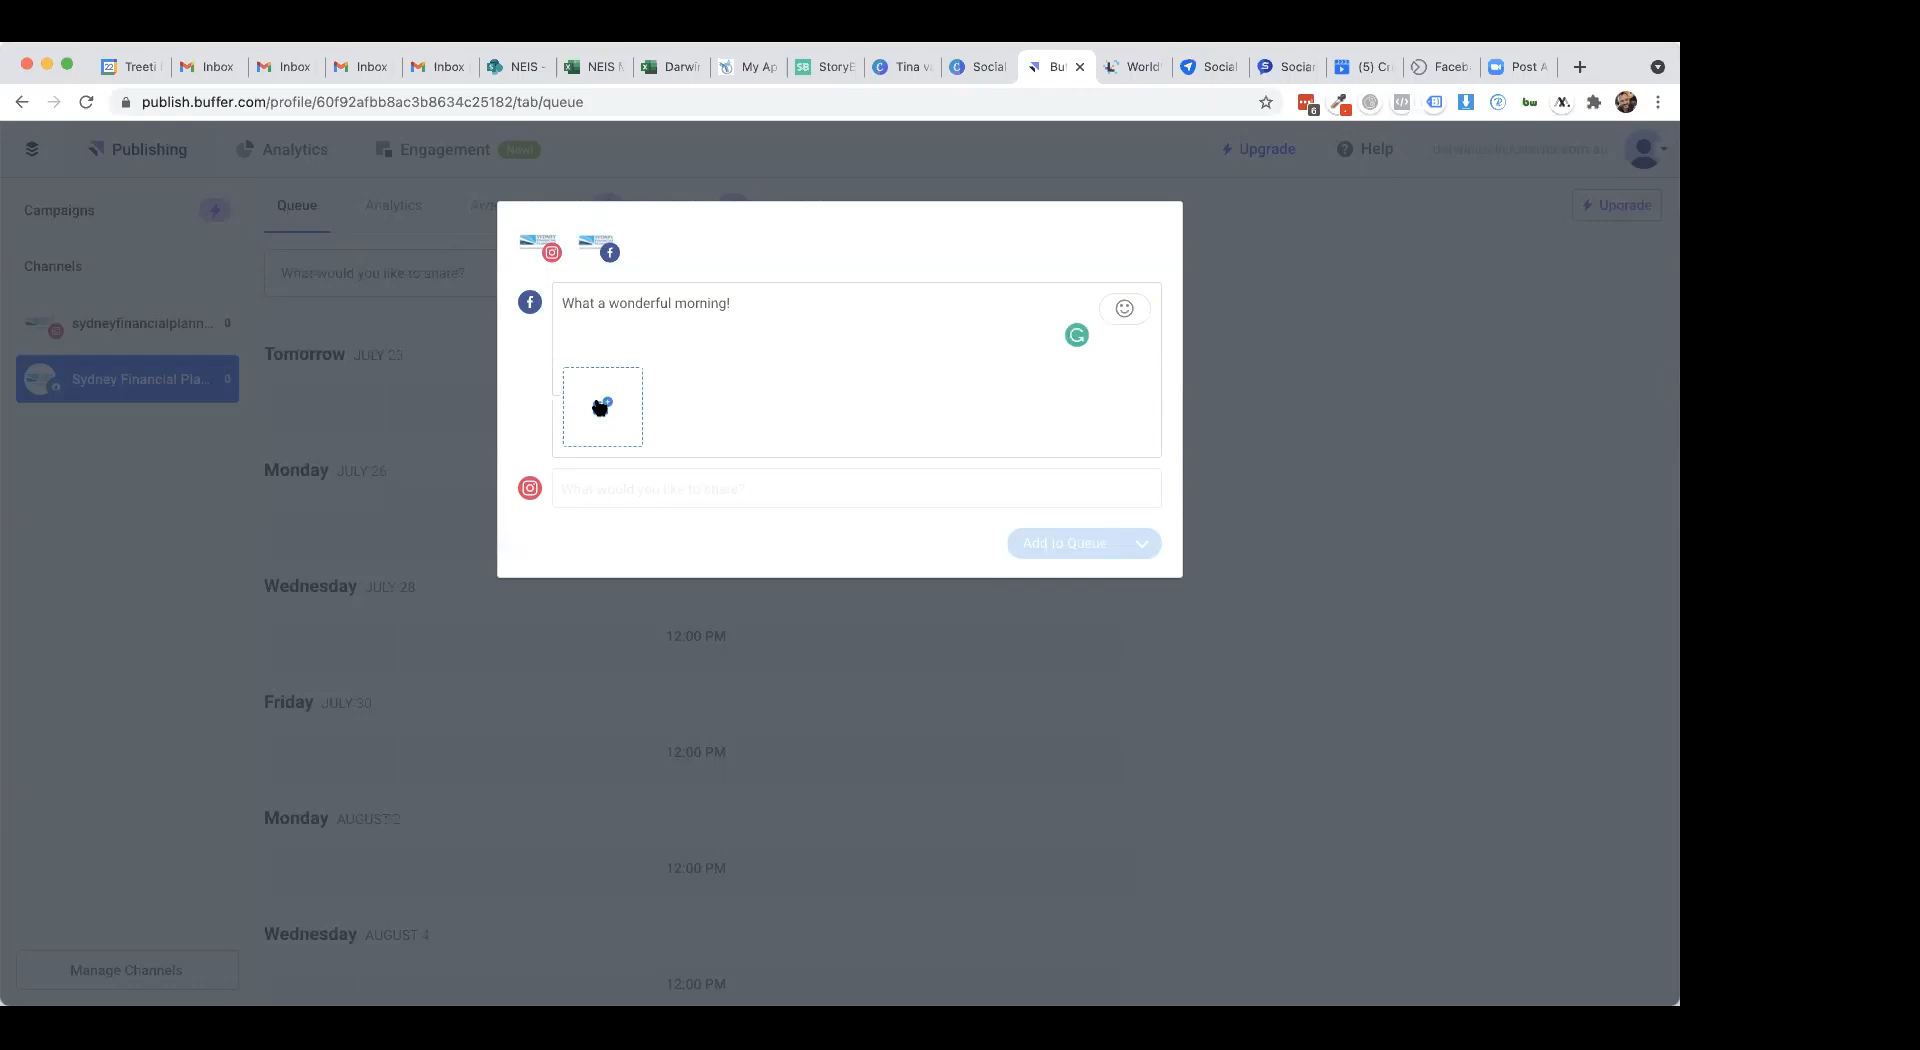 Treeti
Inbox
Inbox
Inbox
Inbox
NEIS -
NEIS
Darwi
My Ap
SB
StoryE
Tina v
Social
Bu
World
Social
Social
(5) Cr
Faceb
Post A
publish.buffer.com/profile/60f92afbb8ac3b8634c25182/tab/queue
6
bw
Publishing
Analytics
Engagement
New!
Upgrade
Help
Campaigns
Queue
Analytics
Upgrade
Channels
What would you like to share?
sydneyfinancialplann... 0
Sydney Financial Pla... 0
What a wonderful morning!
What would you like to share?
Add to Queue
Tomorrow JULY 23
Monday JULY 26
Wednesday JULY 28
12:00 PM
Friday JULY 30
12:00 PM
Monday AUGUST 2
12:00 PM
Wednesday AUGUST 4
12:00 PM
Manage Channels